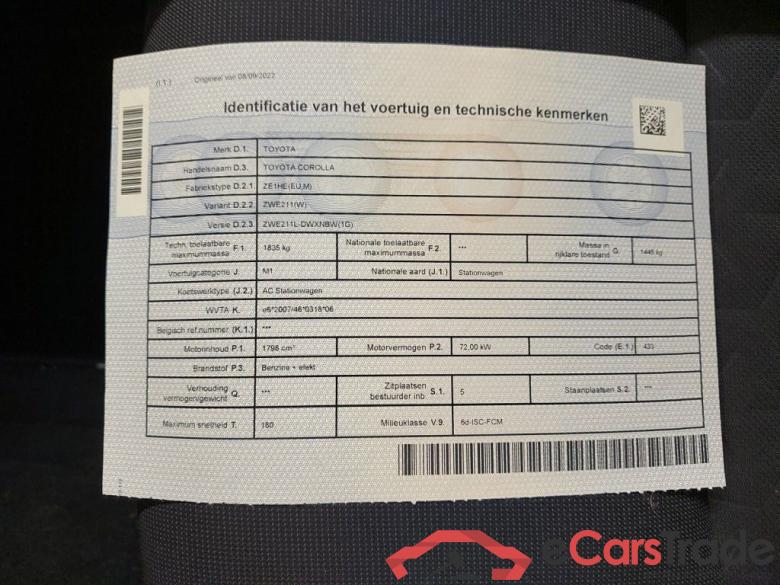 (I.1.) Origineel van 08/09/2022
Identificatie van het voertuig en technische kenmerken
Merk D.1. TOYOTA
Handelsnaam D.3. TOYOTA COROLLA
Fabriekstype D.2.1. ZE1HE(EU,M)
Variant D.2.2. ZWE211(W)
Versie D.2.3. ZWE211L-DWXNBW(1G)
Techn. toelaatbare maximummassa F.1. 1835 kg Nationale toelaatbare maximummassa F.2. *** Massa in rijklare toestand G. 1445 kg
Voertuigcategorie J. M1 Nationale aard (J.1.) Stationwagen
Koetswerktype (J.2.) AC Stationwagen
WVTA K. e6*2007/46*0318*06
Belgisch ref.nummer (K.1.) ***
Motorinhoud P.1. 1798 cm³ Motorvermogen P.2. 72.00 kW Code (E.1.) 433
Brandstof P.3. Benzine + elekt
Verhouding vermogen/gewicht Q. *** Zitplaatsen bestuurder inb. S.1. 5 Staanplaatsen S.2. ***
Maximum snelheid T. 180 Milieuklasse V.9. 6d-ISC-FCM
eCarsTrade